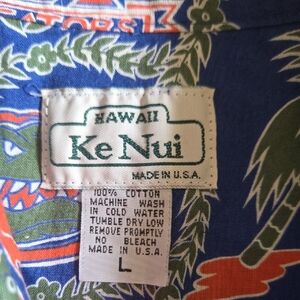 ATORS
HAWAII
Ke Nui
MADE IN U.S.A.
100% COTTON
MACHINE WASH
IN COLD WATER
TUMBLE DRY LOW
REMOVE PROMPTLY
NO BLEACH
MADE IN U.S.A.
L